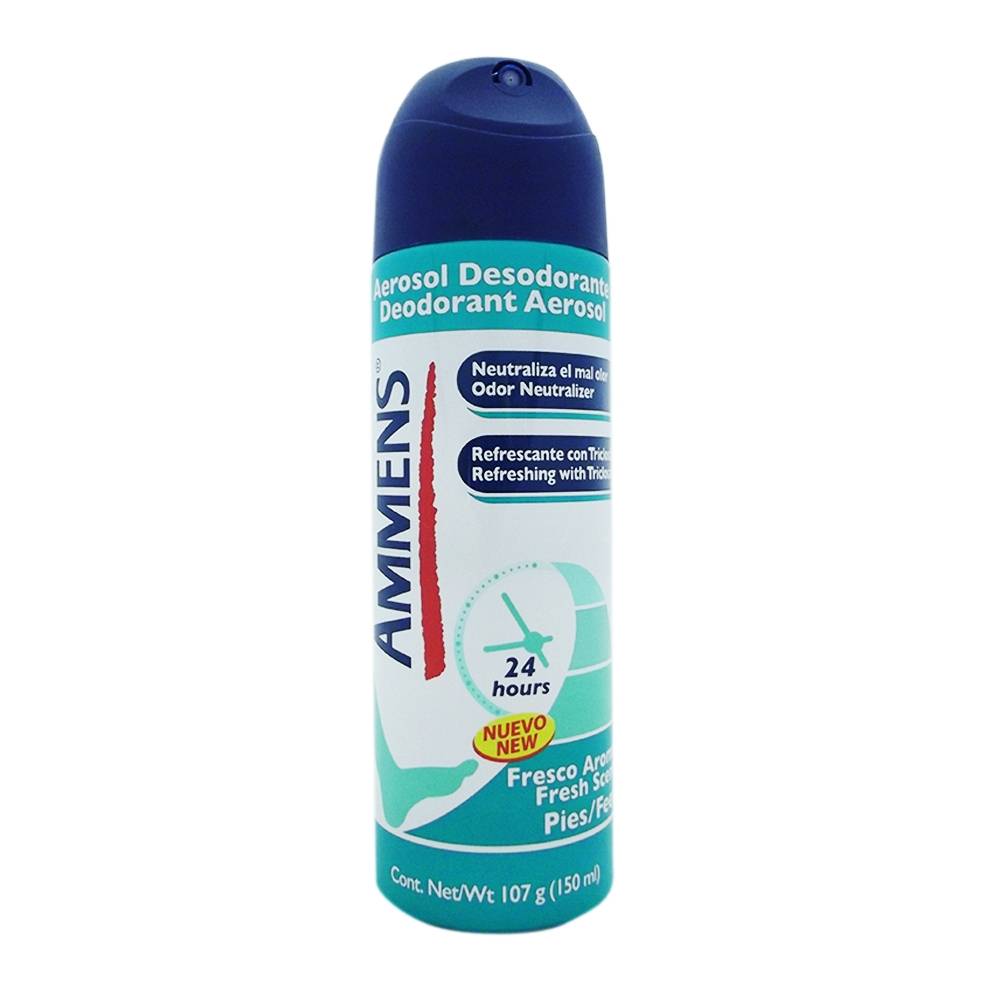 Aerosol Desodorante
Deodorant Aerosol
AMMENS®
Neutraliza el mal olor
Odor Neutralizer
Refrescante con
Refreshing with
24
hours
NUEVO
NEW
Fresco
Fresh
Pies/
Cont. Net/Wt 107 g (150 ml)